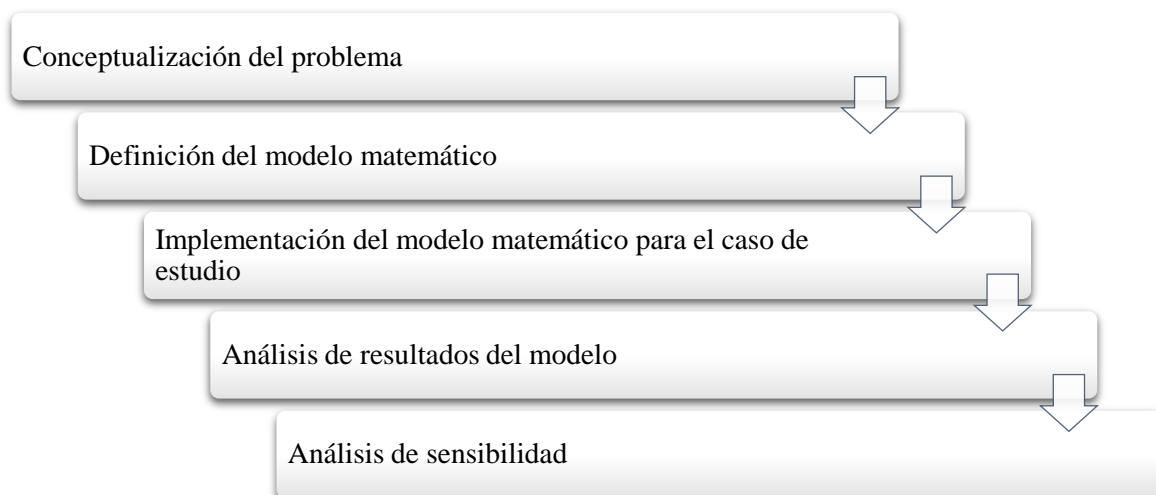 Conceptualización del problema
Definición del modelo matemático
Implementación del modelo matemático para el caso de
estudio
Análisis de resultados del modelo
Análisis de sensibilidad